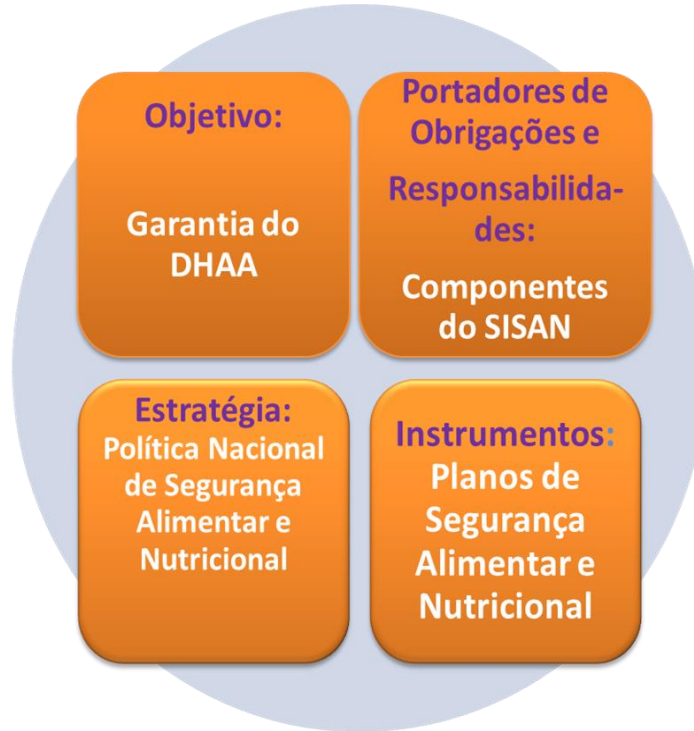 Objetivo:
Garantia do
DHAA
Portadores de
Obrigações e
Responsabilida-
des:
Componentes
do SISAN
Estratégia:
Política Nacional
de Segurança
Alimentar e
Nutricional
Instrumentos:
Planos de
Segurança
Alimentar e
Nutricional